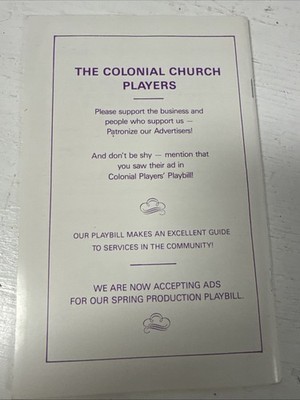 THE COLONIAL CHURCH
PLAYERS
Please support the business and
people who support us —
Patronize our Advertisers!
And don't be shy — mention that
you saw their ad in
Colonial Players' Playbill!
OUR PLAYBILL MAKES AN EXCELLENT GUIDE
TO SERVICES IN THE COMMUNITY!
WE ARE NOW ACCEPTING ADS
FOR OUR SPRING PRODUCTION PLAYBILL.